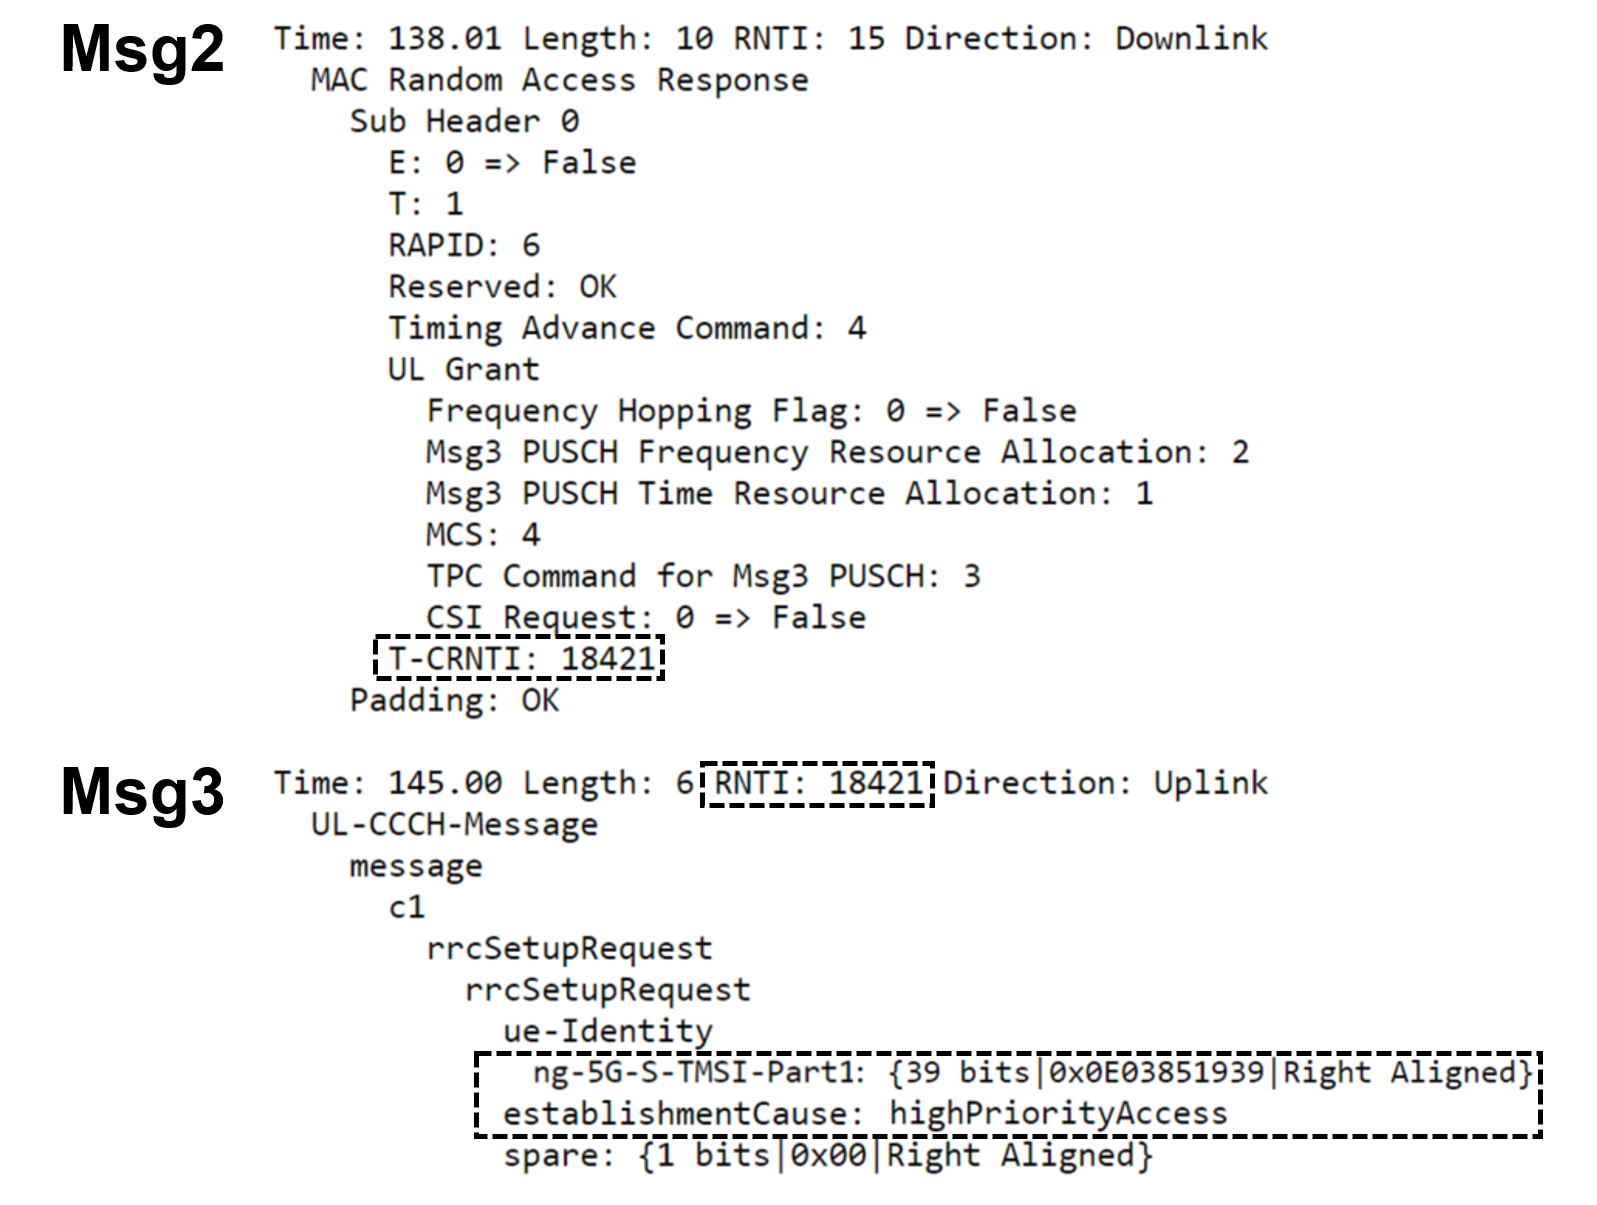 Msg2
Time: 138.01 Length: 10 RNTI: 15 Direction: Downlink
MAC Random Access Response
Sub Header 0
E: 0 => False
T: 1
RAPID: 6
Reserved: OK
Timing Advance Command: 4
UL Grant
Frequency Hopping Flag: 0 => False
Msg3 PUSCH Frequency Resource Allocation: 2
Msg3 PUSCH Time Resource Allocation: 1
MCS: 4
TPC Command for Msg3 PUSCH: 3
CSI Request: 0 => False
T-CRNTI: 18421
Padding: OK
Msg3
Time: 145.00 Length: 6 RNTI: 18421 Direction: Uplink
UL-CCCH-Message
message
c1
rrcSetupRequest
rrcSetupRequest
ue-Identity
ng-5G-S-TMSI-Part1: {39 bits|0x0E03851939|Right Aligned}
establishmentCause: highPriorityAccess
spare: {1 bits|0x00|Right Aligned}